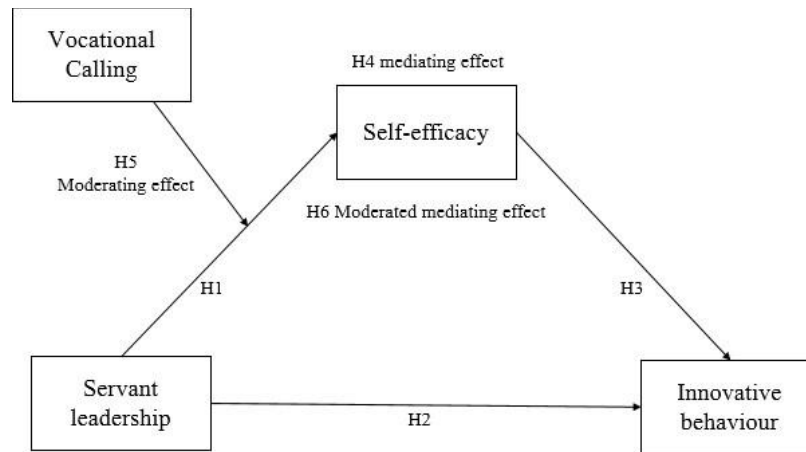 Vocational
Calling
H4 mediating effect
Self-efficacy
H5
Moderating effect
H6 Moderated mediating effect
H1
H3
Servant
leadership
H2
Innovative
behaviour